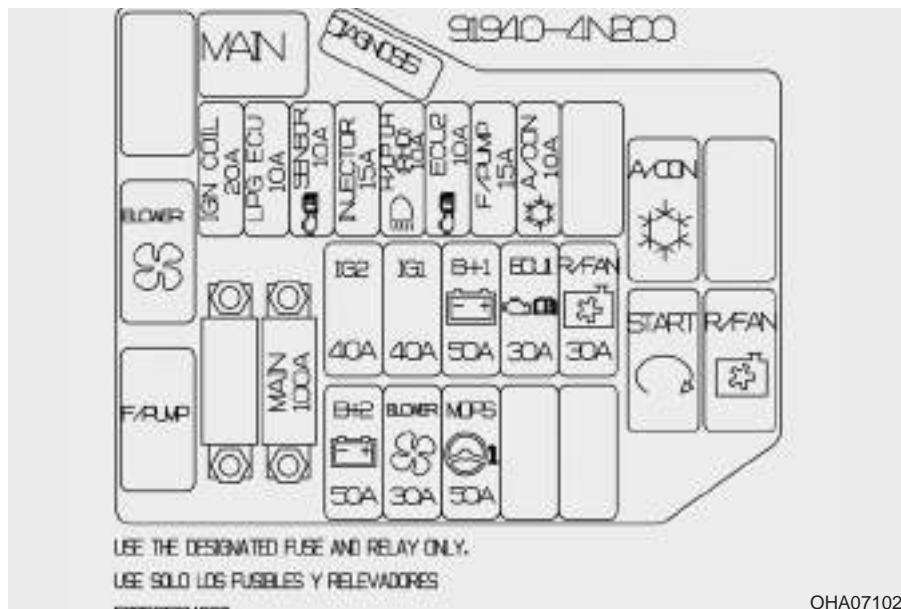 91940-4N200
MAIN
DIAGNOSIS
IGN COIL
20A
LPG ECU
10A
SENSOR
10A
INJECTOR
15A
10A
ECU2
10A
F/PUMP
15A
A/CON
10A
BLOWER
A/CON
IG2
40A
IG1
40A
B+1
50A
ECU1
30A
R/FAN
30A
START
R/FAN
MAIN
100A
F/PUMP
B+2
50A
BLOWER
30A
MDPS
50A
USE THE DESIGNATED FUSE AND RELAY ONLY.
USE SOLO LOS FUSIBLES Y RELEVADORES
OHA07102